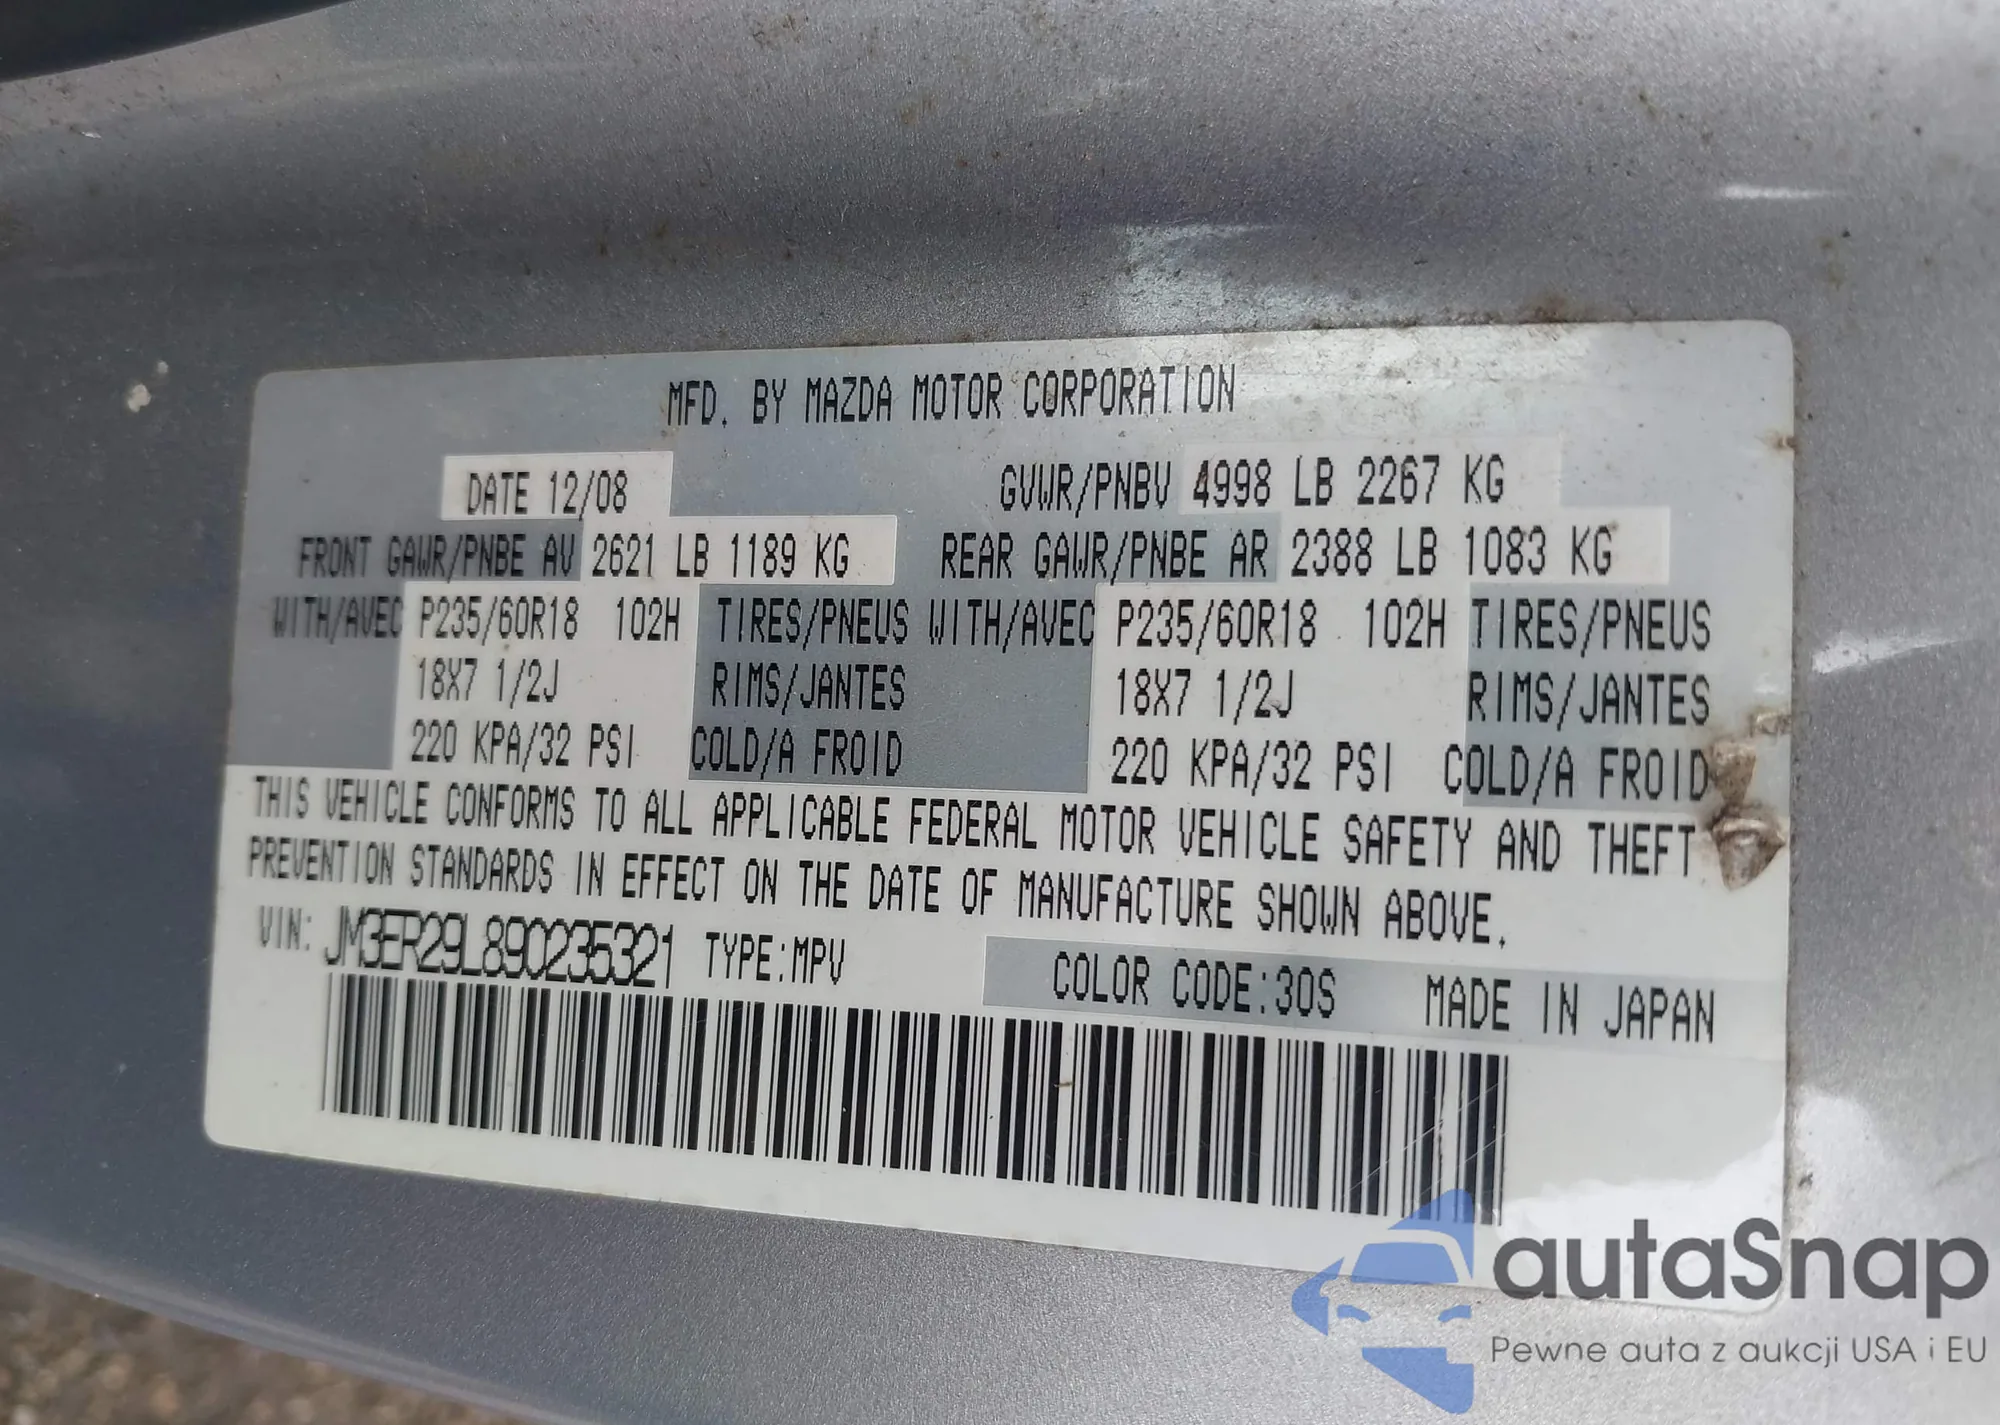 MFD. BY MAZDA MOTOR CORPORATION
DATE 12/08 GVWR/PNBV 4998 LB 2267 KG
FRONT GAWR/PNBE AV 2621 LB 1189 KG REAR GAWR/PNBE AR 2388 LB 1083 KG
WITH/AVEC P235/60R18 102H TIRES/PNEUS WITH/AVEC P235/60R18 102H TIRES/PNEUS
18X7 1/2J RIMS/JANTES 18X7 1/2J RIMS/JANTES
220 KPA/32 PSI COLD/A FROID 220 KPA/32 PSI COLD/A FROID
THIS VEHICLE CONFORMS TO ALL APPLICABLE FEDERAL MOTOR VEHICLE SAFETY AND THEFT
PREVENTION STANDARDS IN EFFECT ON THE DATE OF MANUFACTURE SHOWN ABOVE.
VIN: JM3ER29L890235321 TYPE:MPV COLOR CODE:30S MADE IN JAPAN
autaSnap
Pewne auta z aukcji USA i EU